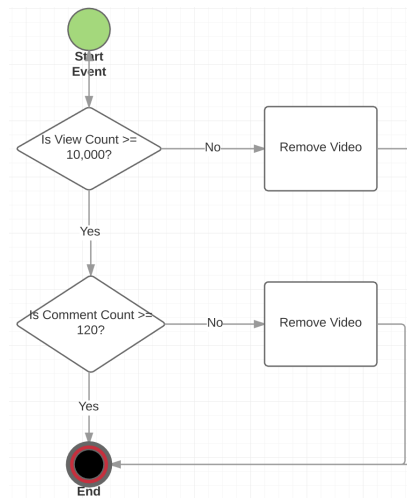 Start
Event
Is View Count >=
10,000?
No
Remove Video
Yes
Is Comment Count >=
120?
No
Remove Video
Yes
End